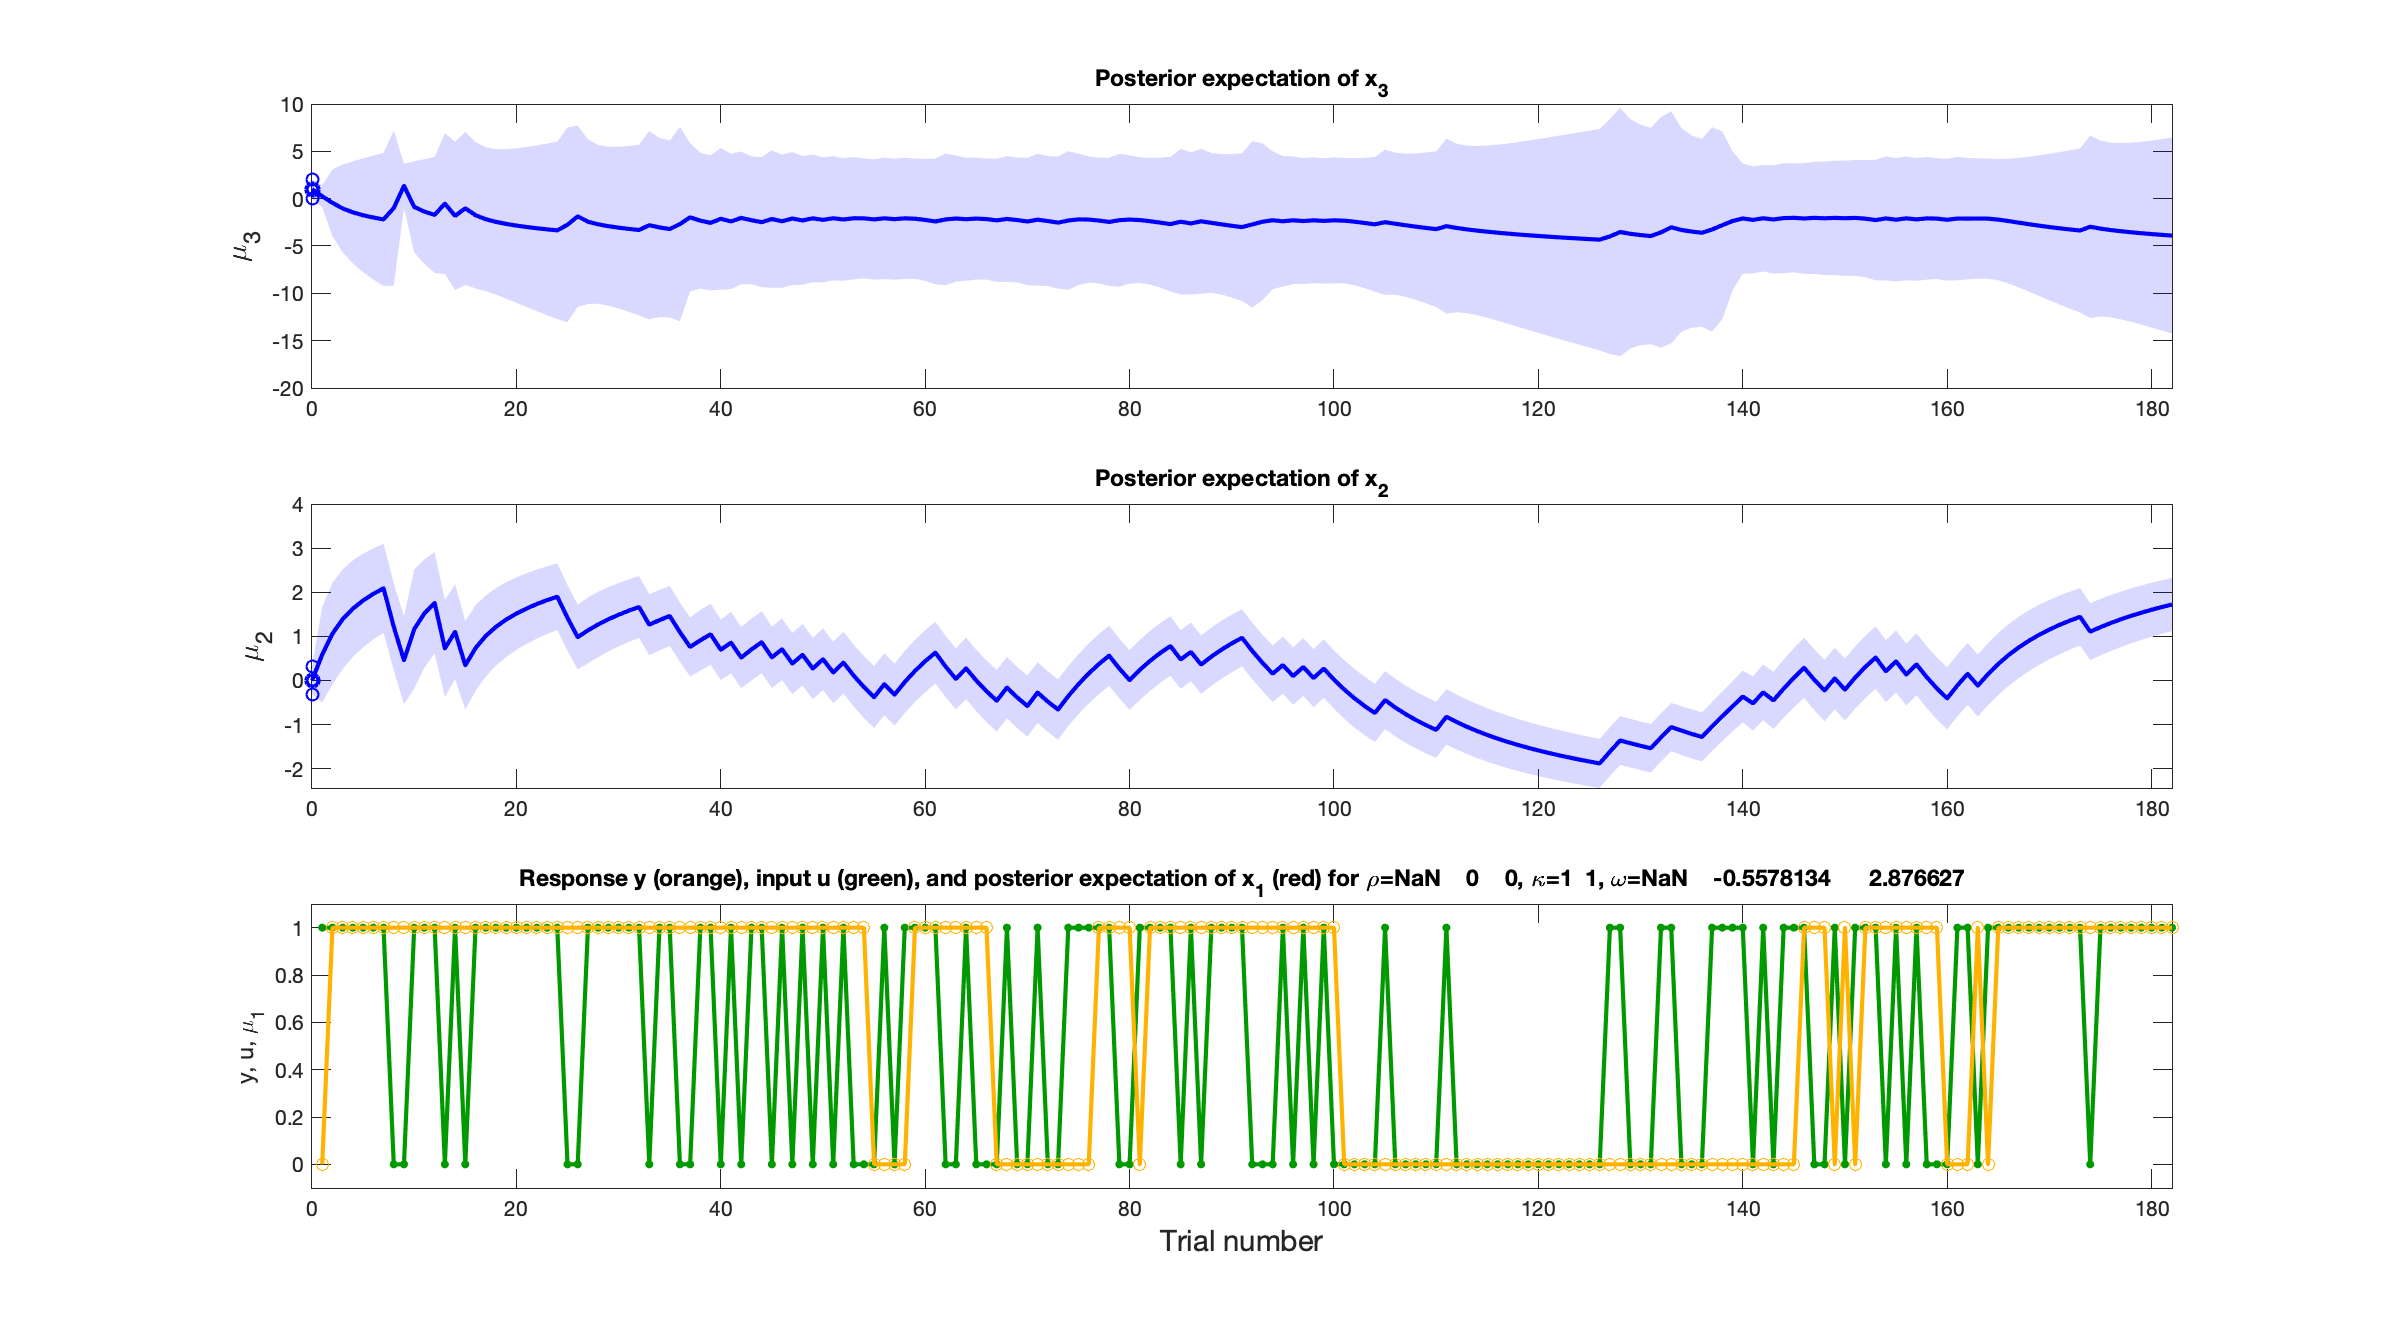 Posterior expectation of x3
10
5
0
-5
-10
-15
-20
μ3
0 20 40 60 80 100 120 140 160 180
Posterior expectation of x2
4
3
2
1
0
-1
-2
μ2
0 20 40 60 80 100 120 140 160 180
Response y (orange), input u (green), and posterior expectation of x1 (red) for ρ=NaN 0 0, κ=1 1, ω=NaN -0.5578134 2.876627
1
0.8
0.6
0.4
0.2
0
y, u, μ1
0 20 40 60 80 100 120 140 160 180
Trial number